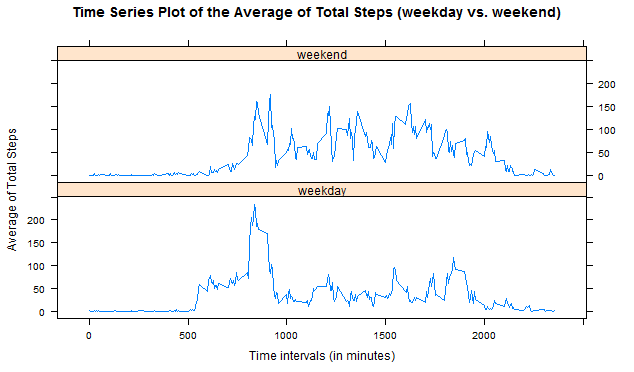 Time Series Plot of the Average of Total Steps (weekday vs. weekend)
weekend
200
150
100
50
0
weekday
200
150
100
50
0
Average of Total Steps
0 500 1000 1500 2000
Time intervals (in minutes)